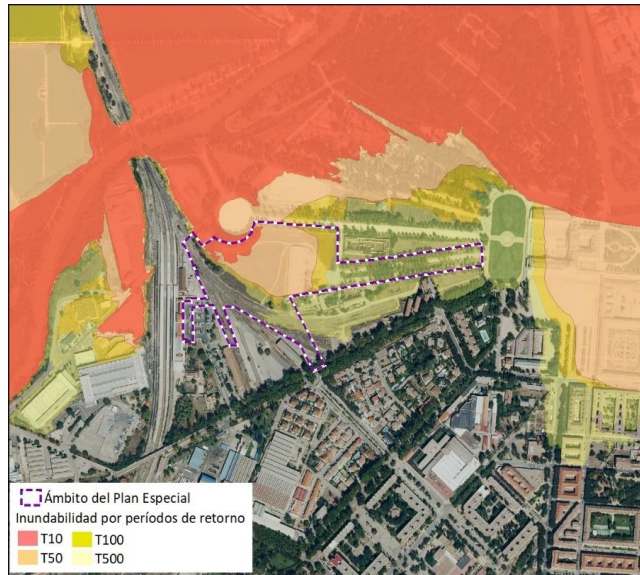 Ámbito del Plan Especial
Inundabilidad por períodos de retorno
T10 T100
T50 T500